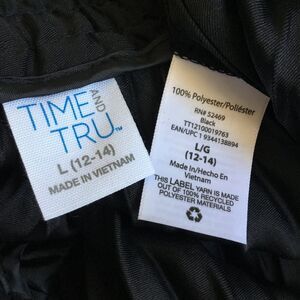 TIME AND
TRU™
L (12-14)
MADE IN VIETNAM
100% Polyester/Poliéster
RN# 52469
Black
TT12100019763
EAN/UPC 1 9344138894
L/G
(12-14)
Made In/Hecho En
Vietnam
THIS LABEL YARN IS MADE
OUT OF 100% RECYCLED
POLYESTER MATERIALS